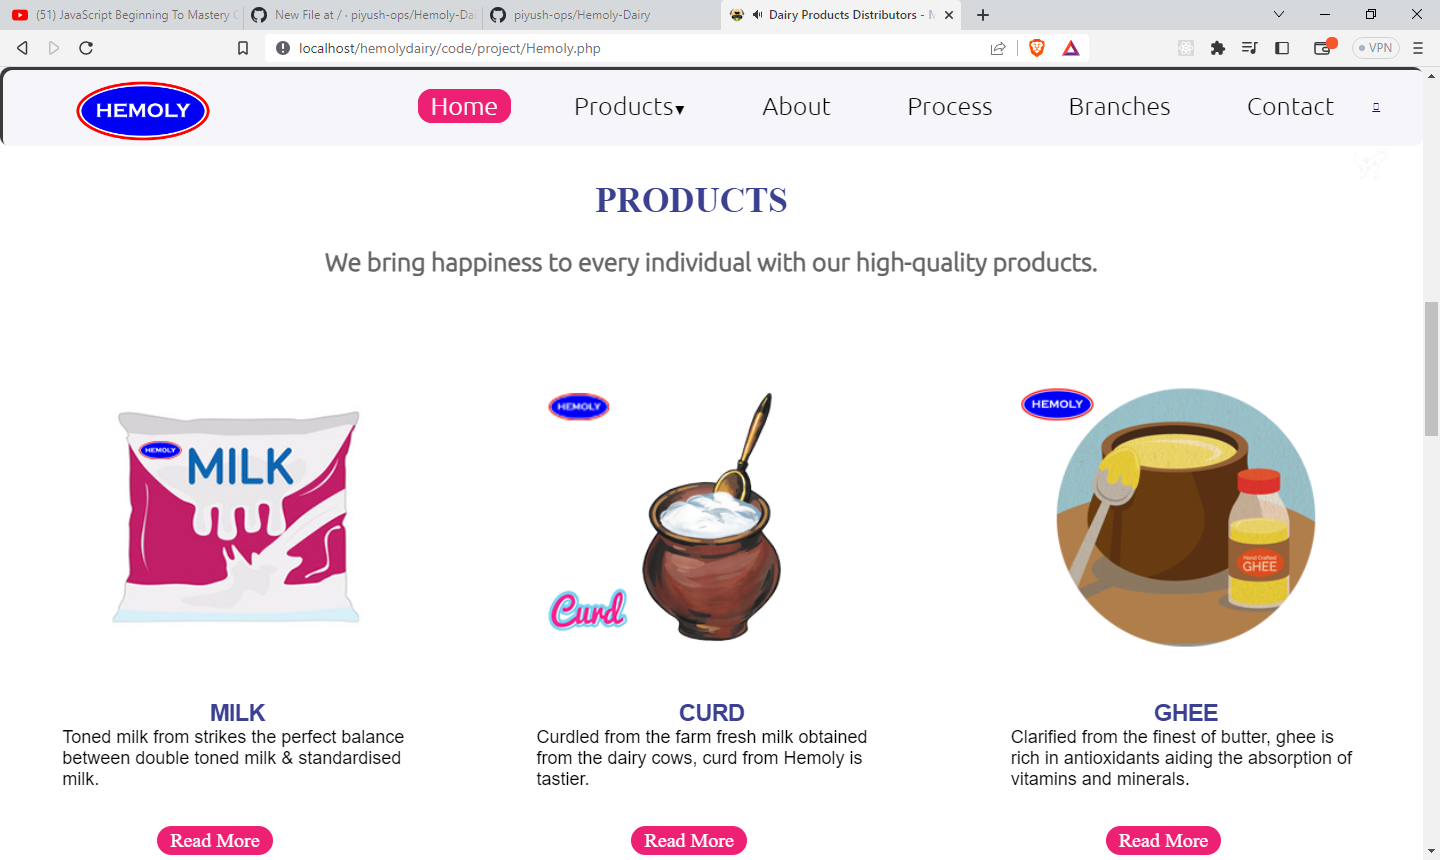 (51) JavaScript Beginning To Mastery
New File at / · piyush-ops/Hemoly-Dai
piyush-ops/Hemoly-Dairy
Dairy Products Distributors -
localhost/hemolydairy/code/project/Hemoly.php
VPN
HEMOLY
Home
Products▼
About
Process
Branches
Contact
PRODUCTS
We bring happiness to every individual with our high-quality products.
HEMOLY
MILK
HEMOLY
Curd
HEMOLY
Hand Crafted
GHEE
MILK
Toned milk from strikes the perfect balance
between double toned milk & standardised
milk.
Read More
CURD
Curdled from the farm fresh milk obtained
from the dairy cows, curd from Hemoly is
tastier.
Read More
GHEE
Clarified from the finest of butter, ghee is
rich in antioxidants aiding the absorption of
vitamins and minerals.
Read More